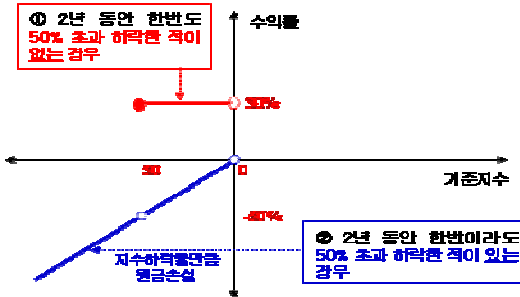 ① 2년 동안 한번도
50% 초과 하락한 적이
없는 경우
수익률
0
기준지수
지수하락률만큼
원금손실
② 2년 동안 한번이라도
50% 초과 하락한 적이 있는
경우